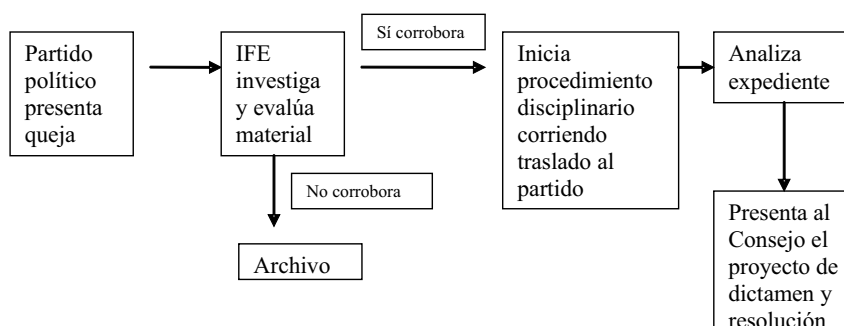 Partido
político
presenta
queja
IFE
investiga
y evalúa
material
Sí corrobora
No corrobora
Archivo
Inicia
procedimiento
disciplinario
corriendo
traslado al
partido
Analiza
expediente
Presenta al
Consejo el
proyecto de
dictamen y
resolución